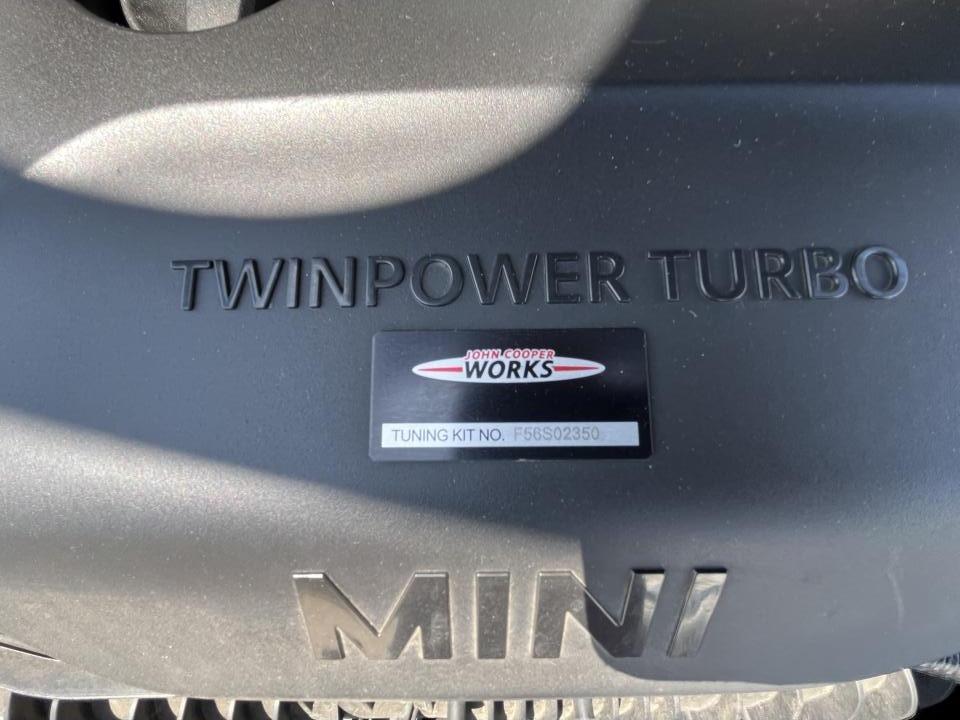 TWINPOWER TURBO
JOHN COOPER
WORKS
TUNING KIT NO. F56S02350
MINI